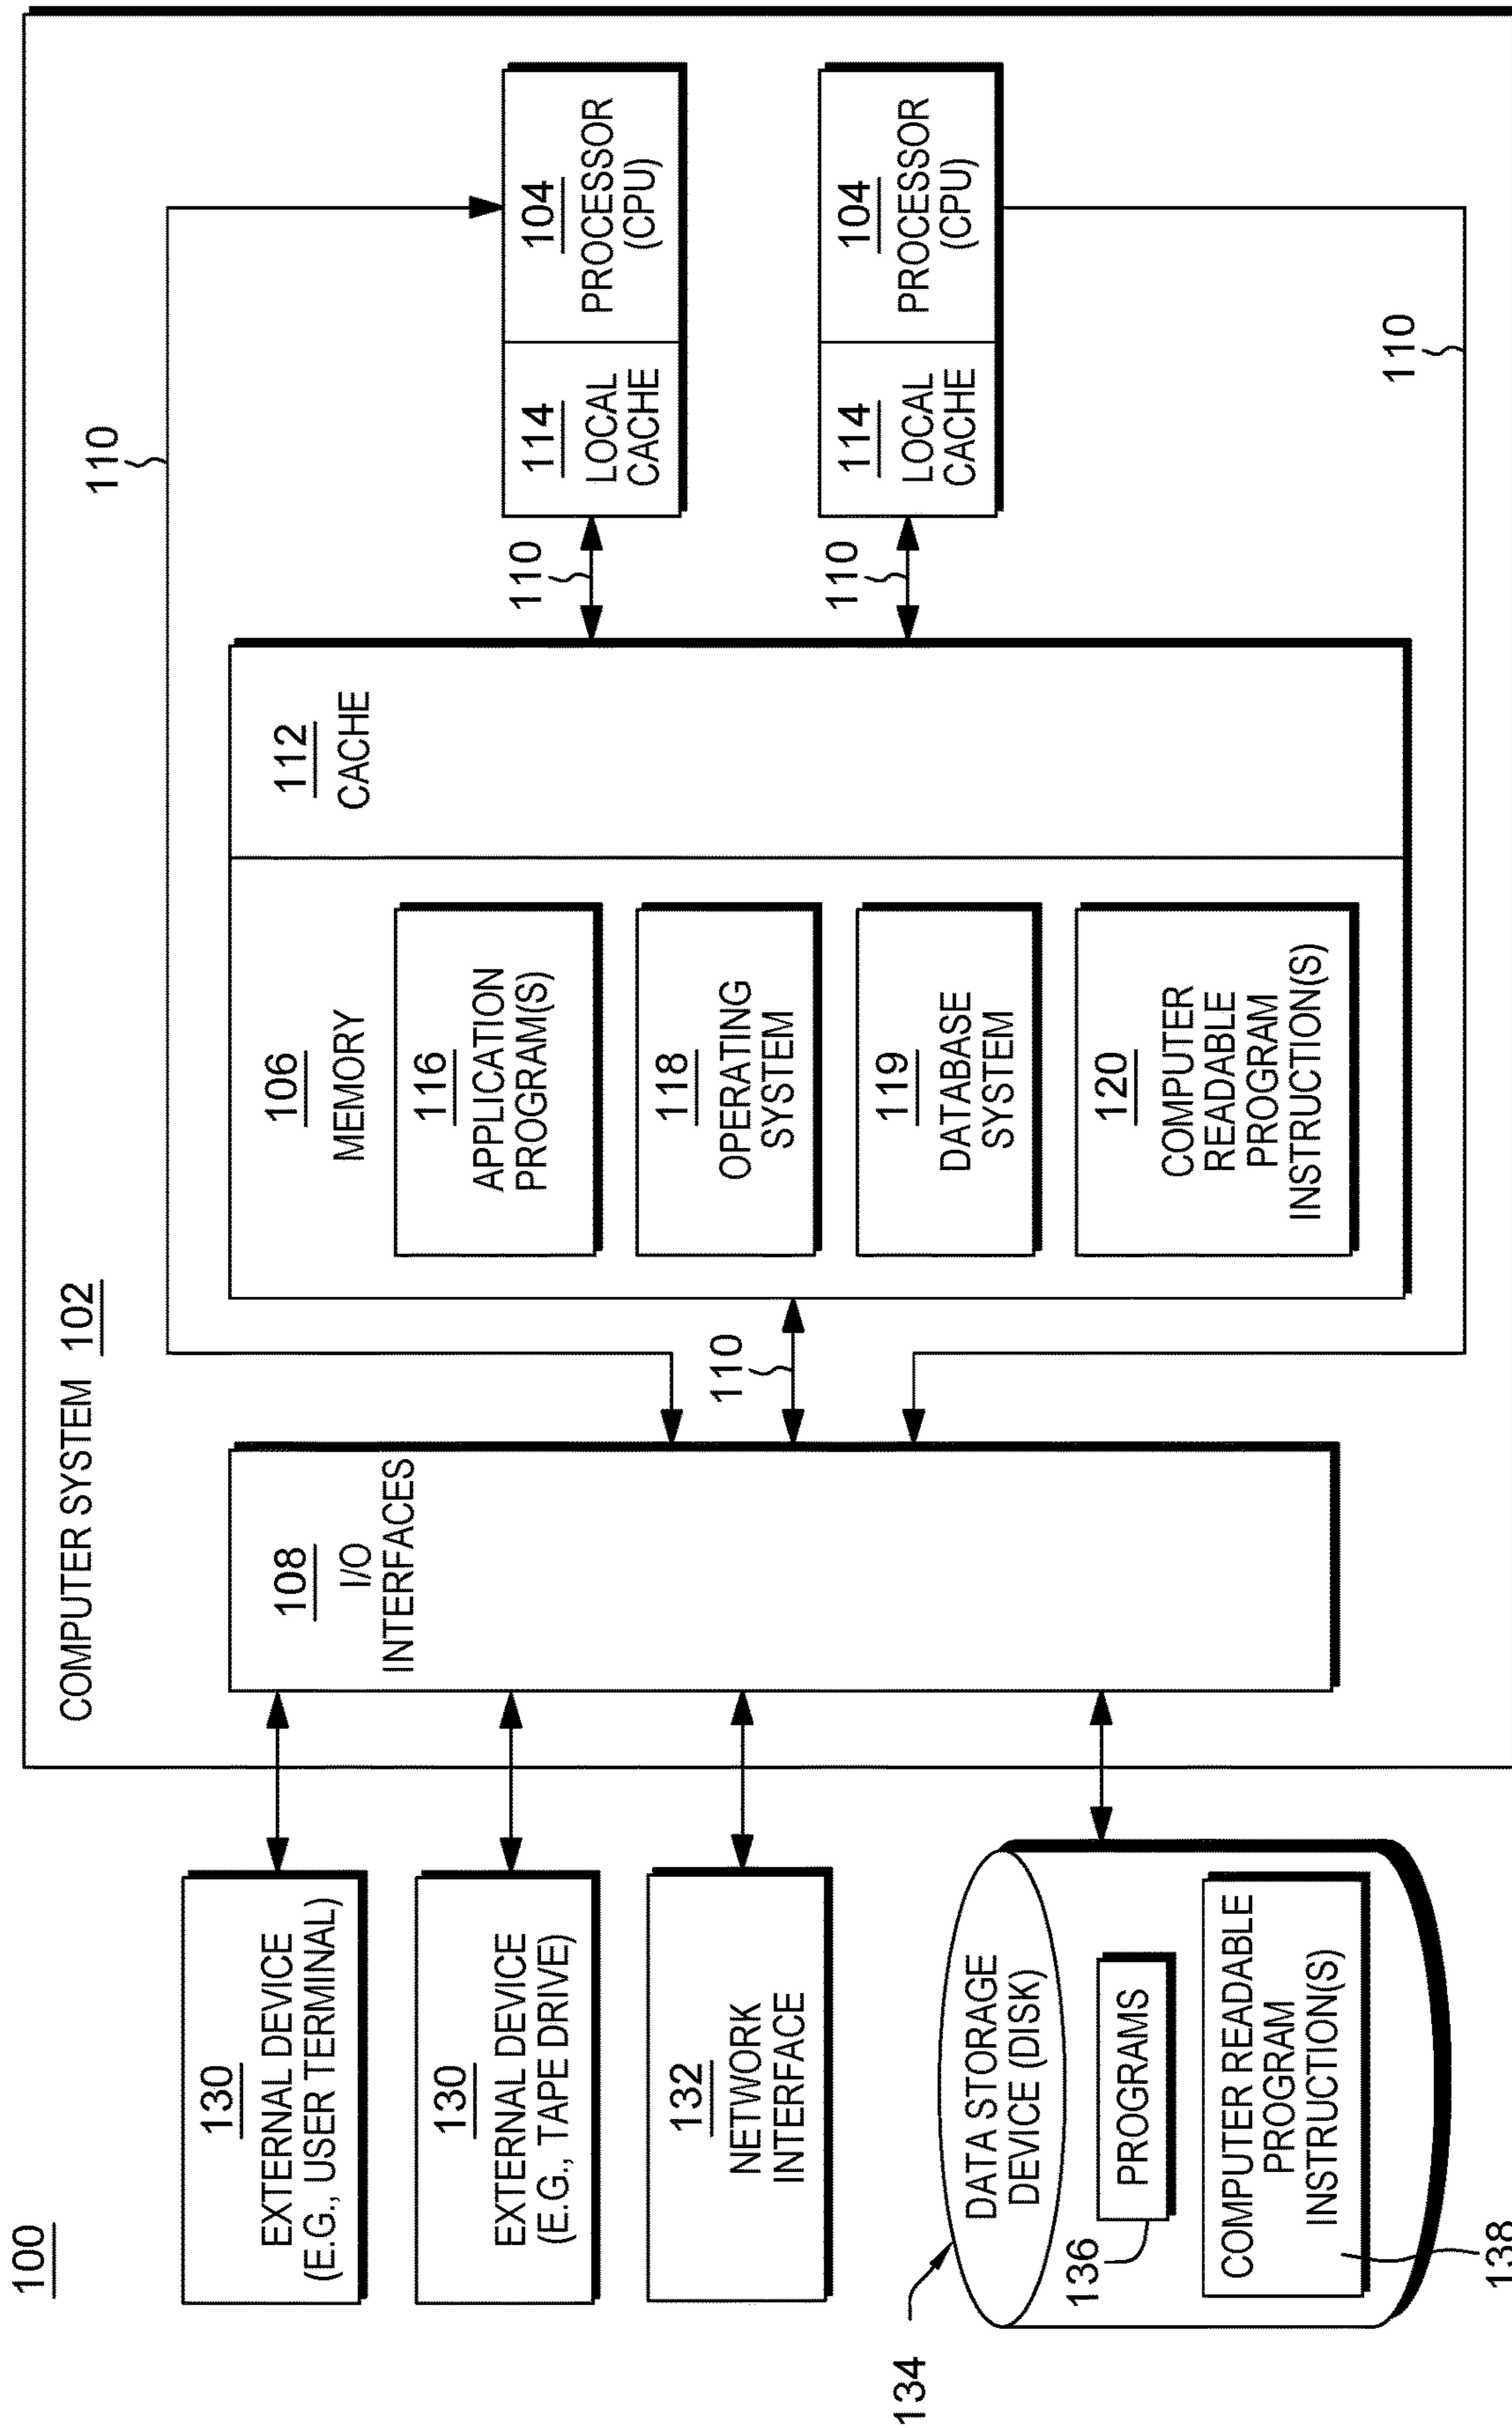 100
COMPUTER SYSTEM 102
130
EXTERNAL DEVICE
(E.G., USER TERMINAL)
130
EXTERNAL DEVICE
(E.G., TAPE DRIVE)
132
NETWORK
INTERFACE
134
DATA STORAGE
DEVICE (DISK)
136
PROGRAMS
COMPUTER READABLE
PROGRAM
INSTRUCTION(S)
138
108
I/O
INTERFACES
110
110
106
MEMORY
116
APPLICATION
PROGRAM(S)
118
OPERATING
SYSTEM
119
DATABASE
SYSTEM
120
COMPUTER
READABLE
PROGRAM
INSTRUCTION(S)
112
CACHE
110
110
114
LOCAL
CACHE
104
PROCESSOR
(CPU)
114
LOCAL
CACHE
104
PROCESSOR
(CPU)
110